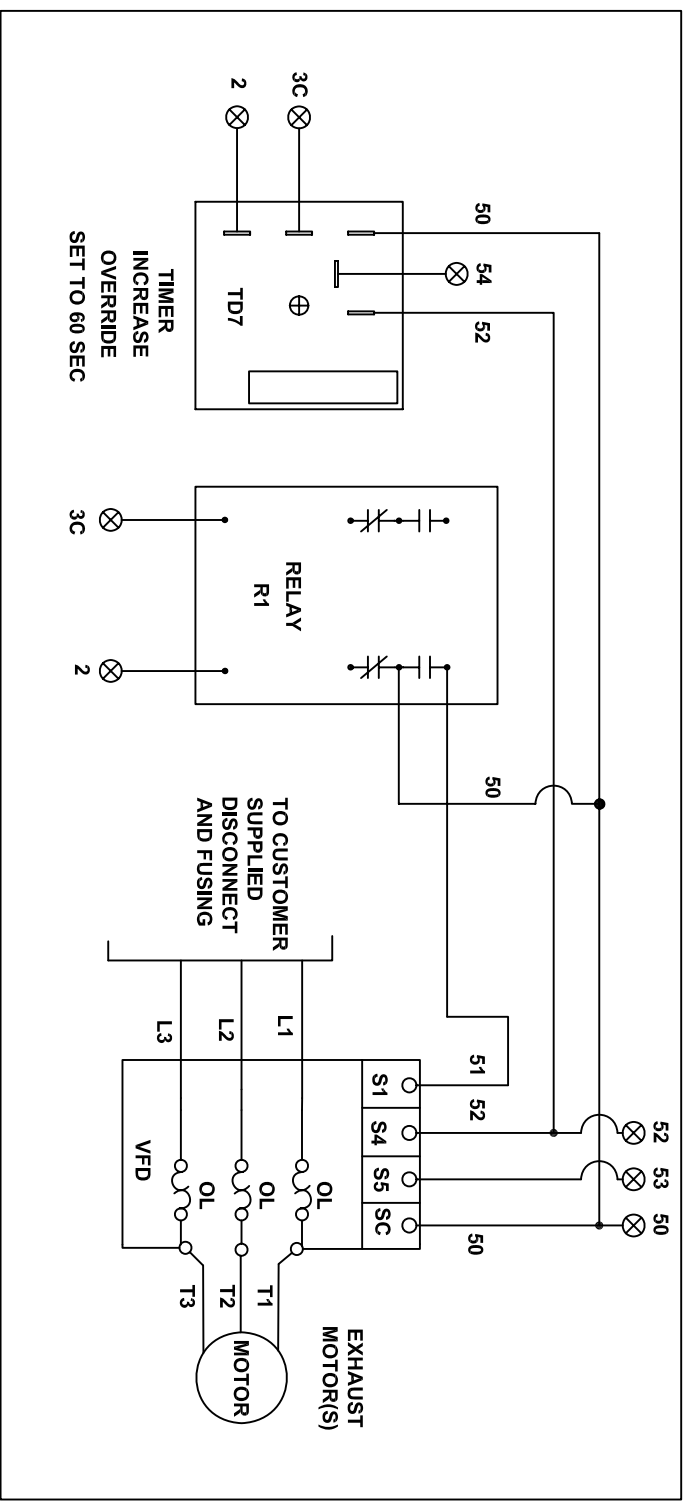 52
53
50
50
54
52
50
51
52
50
3C
2
TD7
TIMER
INCREASE
OVERRIDE
SET TO 60 SEC
RELAY
R1
3C
2
S1
S4
S5
SC
TO CUSTOMER
SUPPLIED
DISCONNECT
AND FUSING
L1
L2
L3
OL
OL
OL
VFD
T1
T2
T3
EXHAUST
MOTOR(S)
MOTOR